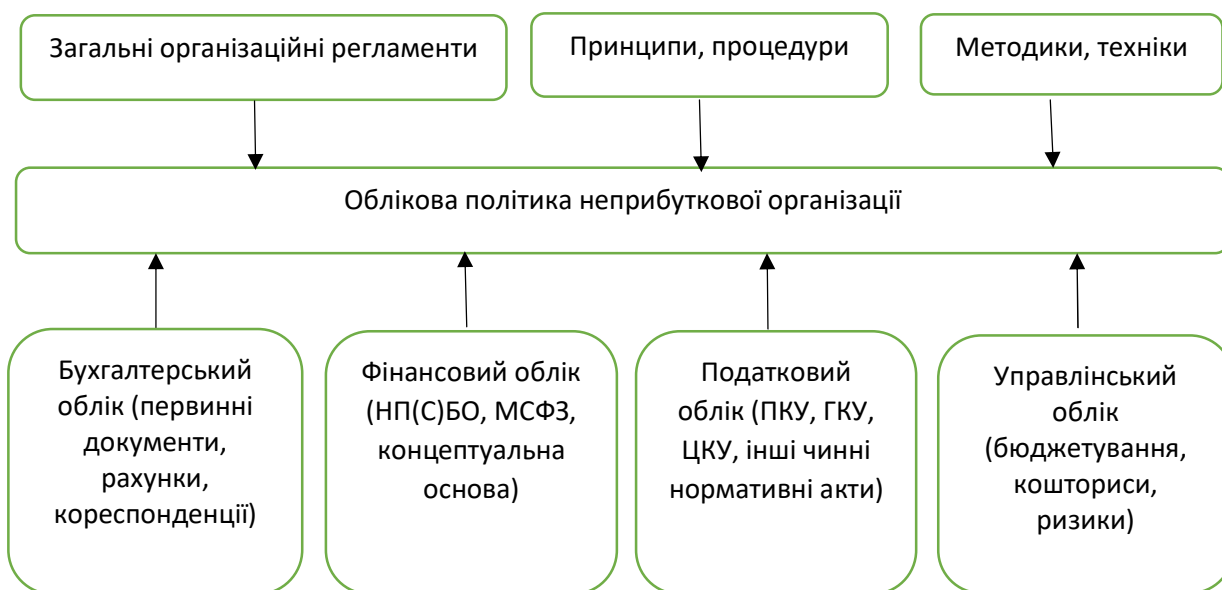 Загальні організаційні регламенти
Принципи, процедури
Методики, техніки
Облікова політика неприбуткової організації
Бухгалтерський
облік (первинні
документи,
рахунки,
кореспонденції)
Фінансовий облік
(НП(С)БО, МСФЗ,
концептуальна
основа)
Податковий
облік (ПКУ, ГКУ,
ЦКУ, інші чинні
нормативні акти)
Управлінський
облік
(бюджетування,
кошториси,
ризики)